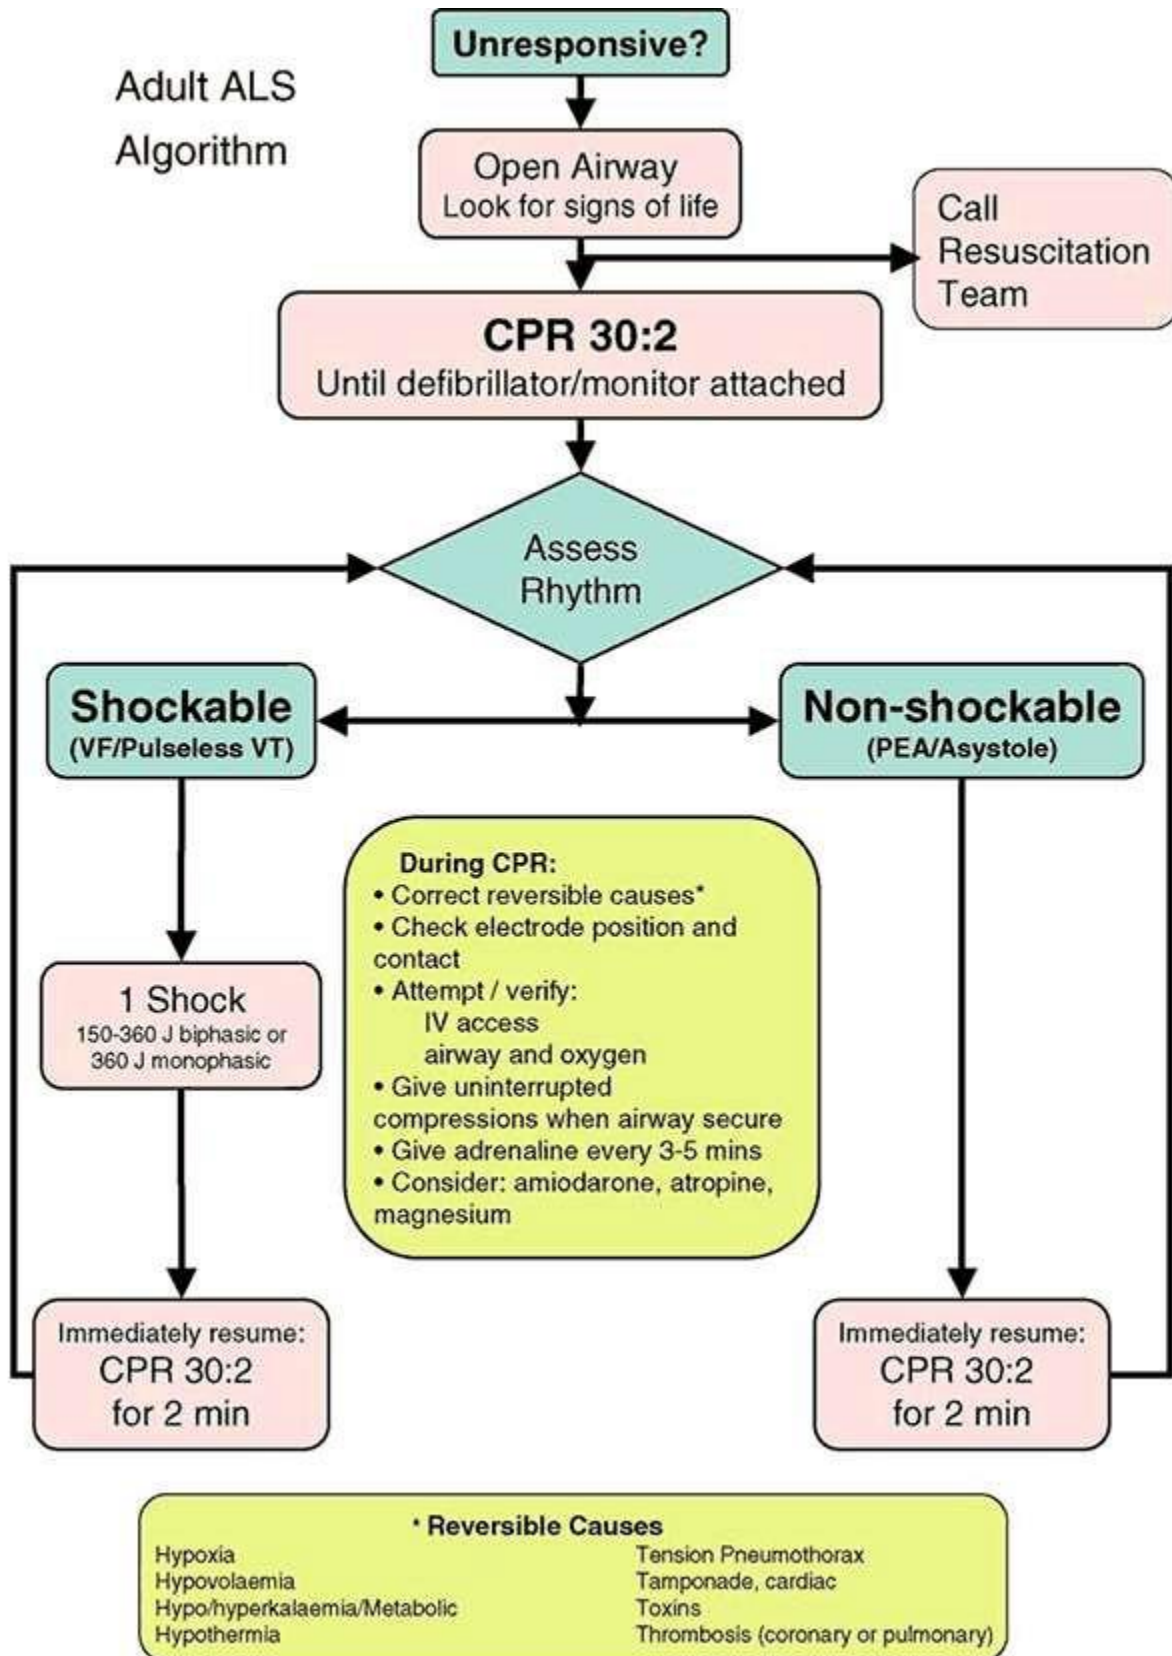 Unresponsive?
Adult ALS
Algorithm
Open Airway
Look for signs of life
Call
Resuscitation
Team
CPR 30:2
Until defibrillator/monitor attached
Assess
Rhythm
Shockable
(VF/Pulseless VT)
Non-shockable
(PEA/Asystole)
During CPR:
• Correct reversible causes*
• Check electrode position and
contact
• Attempt / verify:
IV access
airway and oxygen
• Give uninterrupted
compressions when airway secure
• Give adrenaline every 3-5 mins
• Consider: amiodarone, atropine,
magnesium
1 Shock
150-360 J biphasic or
360 J monophasic
Immediately resume:
CPR 30:2
for 2 min
Immediately resume:
CPR 30:2
for 2 min
* Reversible Causes
Hypoxia
Hypovolaemia
Hypo/hyperkalaemia/Metabolic
Hypothermia
Tension Pneumothorax
Tamponade, cardiac
Toxins
Thrombosis (coronary or pulmonary)